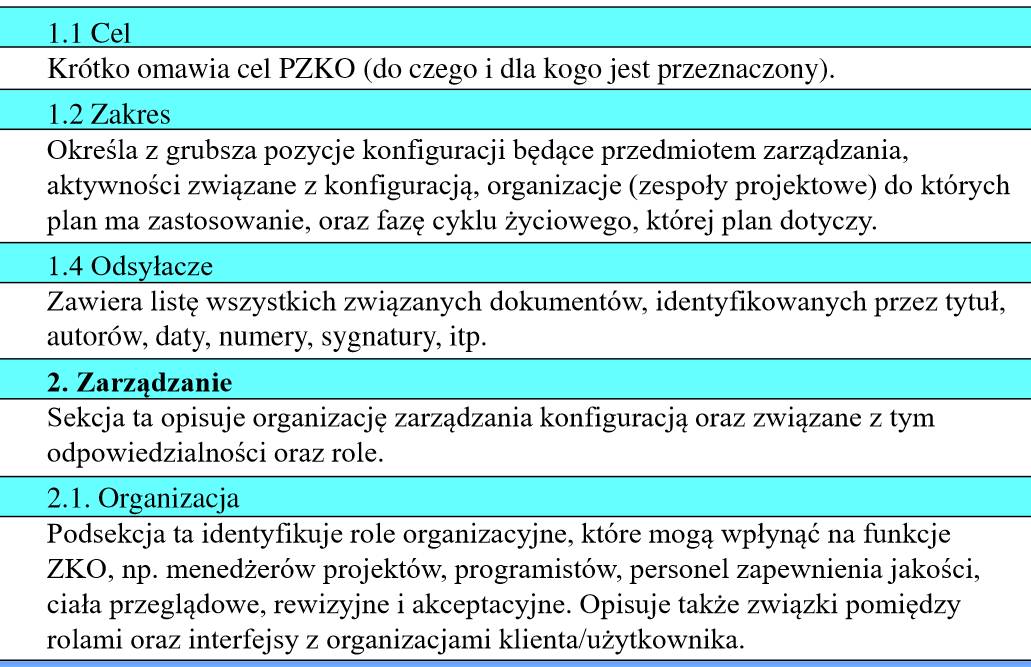 1.1 Cel
Krótko omawia cel PZKO (do czego i dla kogo jest przeznaczony).
1.2 Zakres
Określa z grubsza pozycje konfiguracji będące przedmiotem zarządzania,
aktywności związane z konfiguracją, organizacje (zespoły projektowe) do których
plan ma zastosowanie, oraz fazę cyklu życiowego, której plan dotyczy.
1.4 Odsyłacze
Zawiera listę wszystkich związanych dokumentów, identyfikowanych przez tytuł,
autorów, daty, numery, sygnatury, itp.
2. Zarządzanie
Sekcja ta opisuje organizację zarządzania konfiguracją oraz związane z tym
odpowiedzialności oraz role.
2.1. Organizacja
Podsekcja ta identyfikuje role organizacyjne, które mogą wpłynąć na funkcje
ZKO, np. menedżerów projektów, programistów, personel zapewnienia jakości,
ciała przeglądowe, rewizyjne i akceptacyjne. Opisuje także związki pomiędzy
rolami oraz interfejsy z organizacjami klienta/użytkownika.